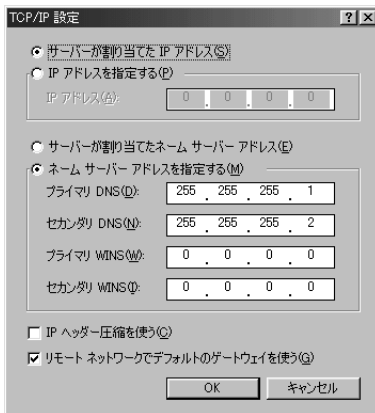 TCP/IP 設定
サーバーが割り当てた IP アドレス(S)
IP アドレスを指定する(P)
IP アドレス(A): 0 . 0 . 0 . 0
サーバーが割り当てたネーム サーバー アドレス(E)
ネーム サーバー アドレスを指定する(M)
プライマリ DNS(D): 255 . 255 . 255 . 1
セカンダリ DNS(N): 255 . 255 . 255 . 2
プライマリ WINS(W): 0 . 0 . 0 . 0
セカンダリ WINS(I): 0 . 0 . 0 . 0
IP ヘッダー圧縮を使う(C)
リモート ネットワークでデフォルトのゲートウェイを使う(G)
OK キャンセル